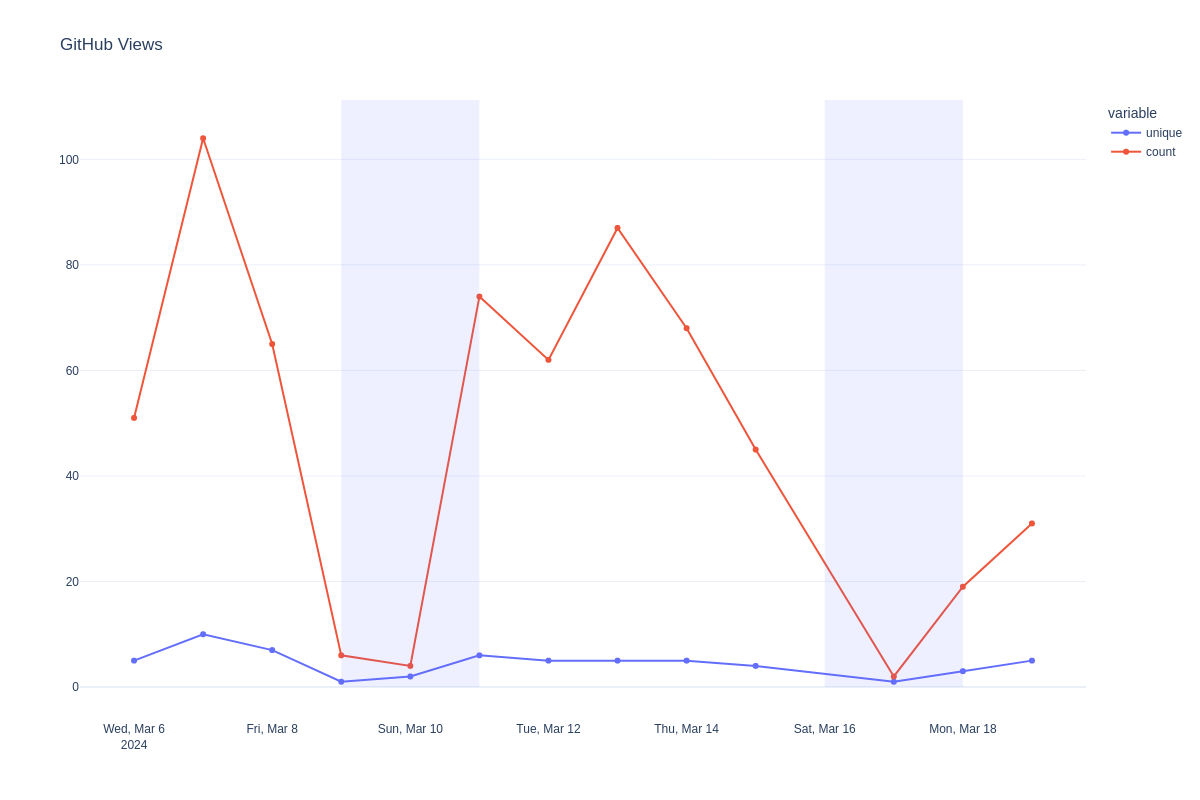 GitHub Views
variable
unique
count
100
80
60
40
20
0
Wed, Mar 6
2024
Fri, Mar 8
Sun, Mar 10
Tue, Mar 12
Thu, Mar 14
Sat, Mar 16
Mon, Mar 18